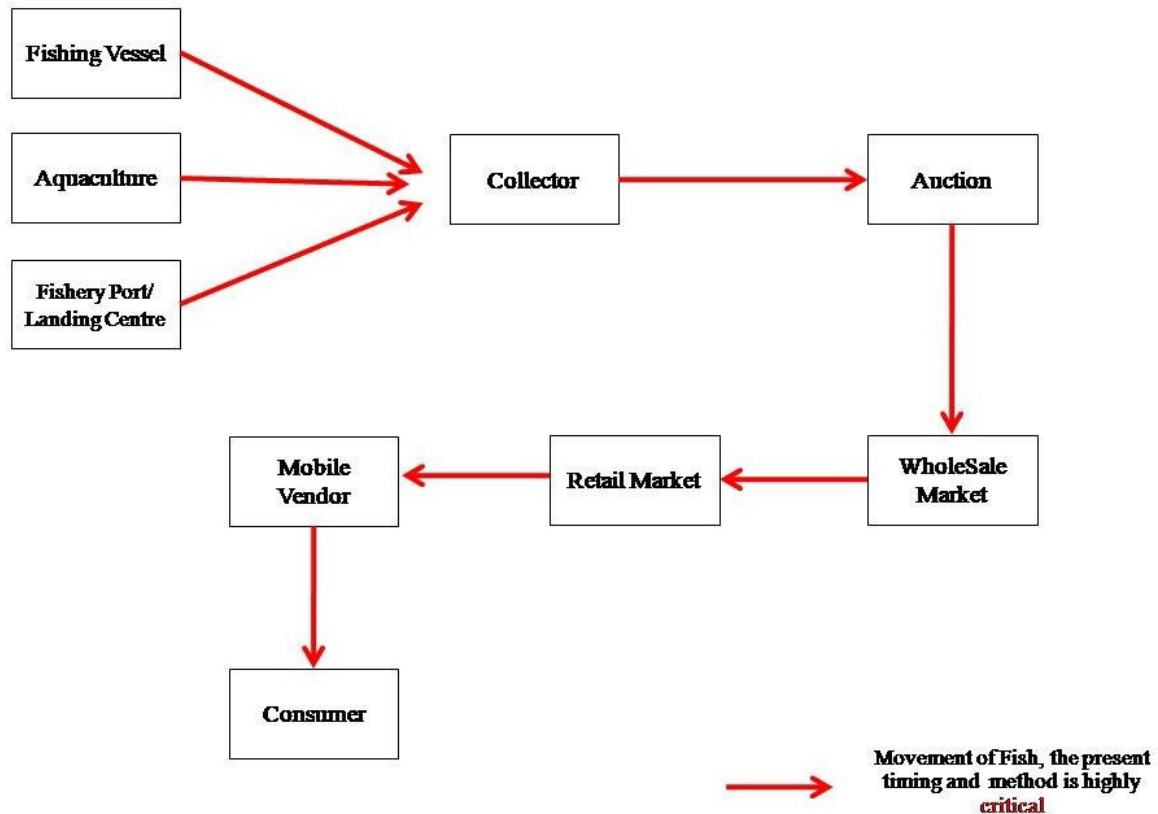 Fishing Vessel
Aquaculture
Fishery Port/
Landing Centre
Collector
Auction
WholeSale
Market
Retail Market
Mobile
Vendor
Consumer
Movement of Fish, the present
timing and method is highly
critical